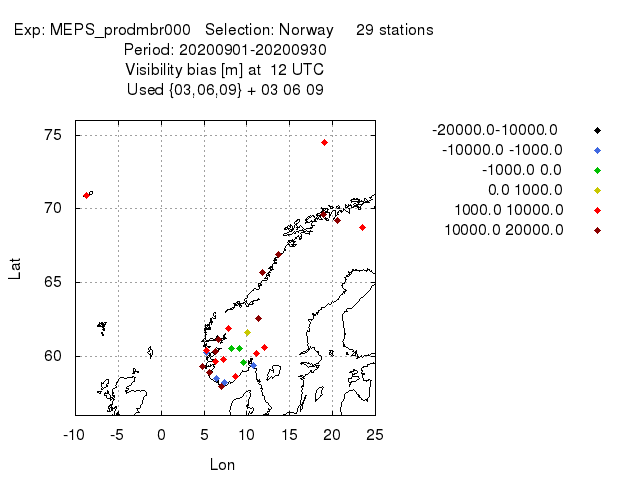 Exp: MEPS_prodmbr000 Selection: Norway 29 stations
Period: 20200901-20200930
Visibility bias [m] at 12 UTC
Used {03,06,09} + 03 06 09
-20000.0-10000.0
-10000.0 -1000.0
-1000.0 0.0
0.0 1000.0
1000.0 10000.0
10000.0 20000.0
75
70
65
60
Lat
-10 -5 0 5 10 15 20 25
Lon